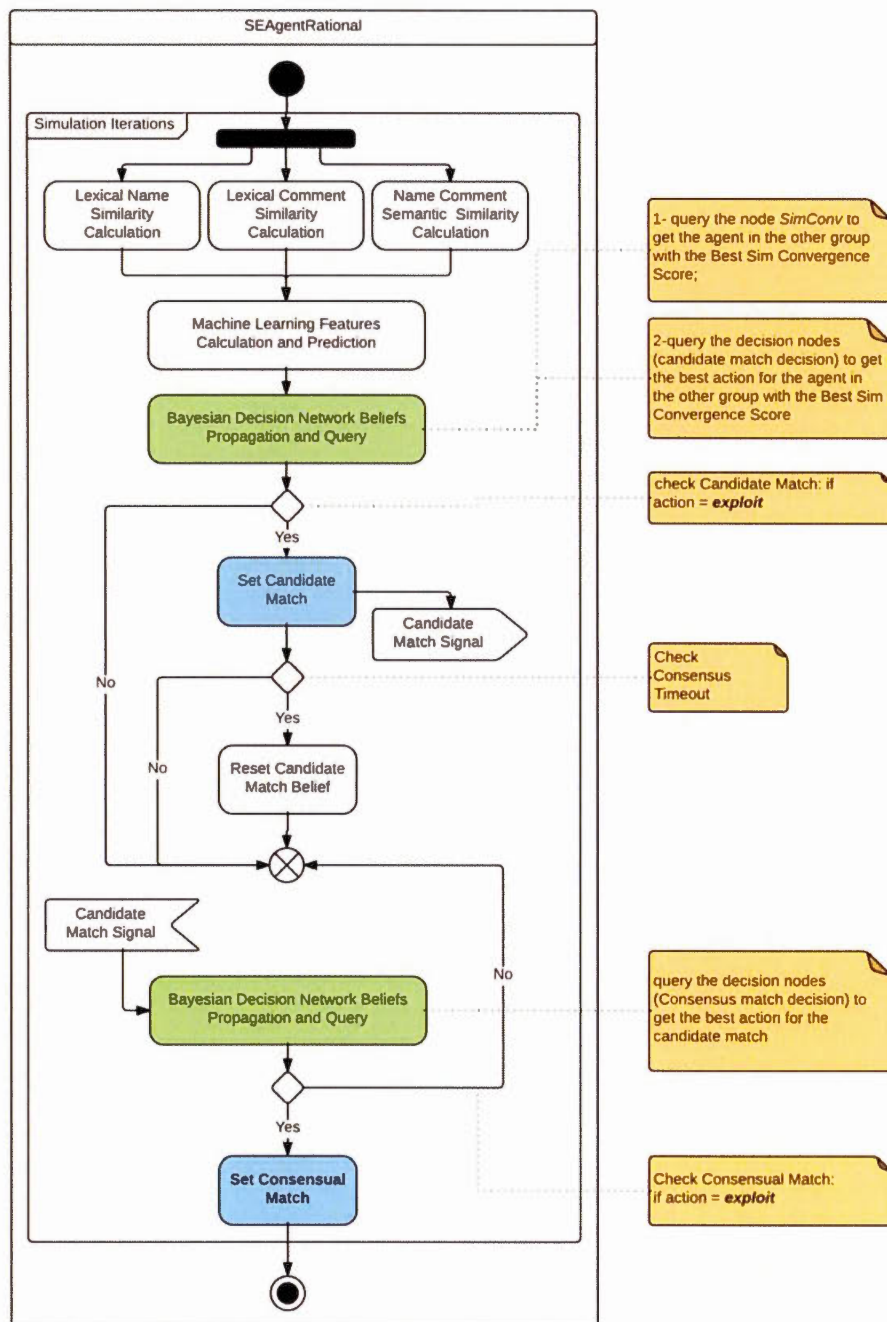 SEAgentRational
Simulation Iterations
Lexical Name
Similarity
Calculation
Lexical Comment
Similarity
Calculation
Name Comment
Semantic Similarity
Calculation
1- query the node SimConv to
get the agent in the other group
with the Best Sim Convergence
Score;
Machine Learning Features
Calculation and Prediction
2-query the decision nodes
(candidate match decision) to get
the best action for the agent in
the other group with the Best Sim
Convergence Score
Bayesian Decision Network Beliefs
Propagation and Query
check Candidate Match: if
action = exploit
Yes
Set Candidate
Match
Candidate
Match Signal
No
Check
Consensus
Timeout
Yes
No
Reset Candidate
Match Belief
Candidate
Match Signal
No
Bayesian Decision Network Beliefs
Propagation and Query
query the decision nodes
(Consensus match decision) to
get the best action for the
candidate match
Yes
Set Consensual
Match
Check Consensual Match:
if action = exploit